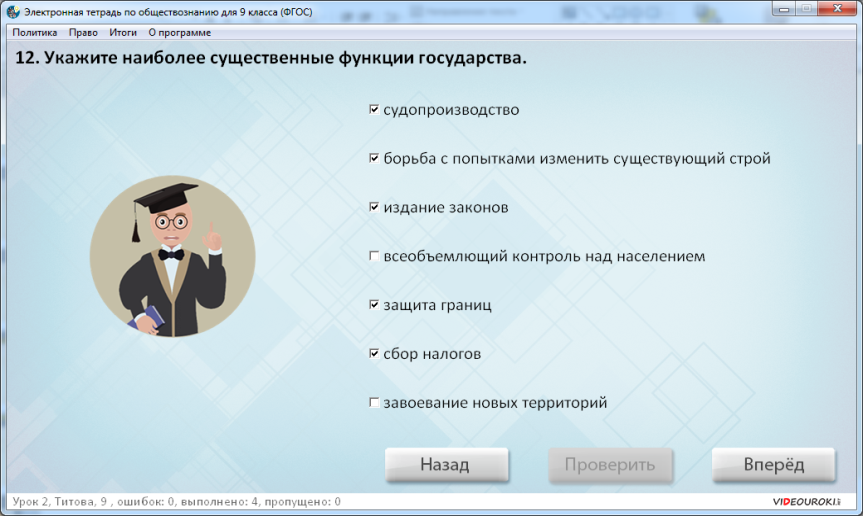 Электронная тетрадь по обществознанию для 9 класса (ФГОС)
Политика Право Итоги О программе
12. Укажите наиболее существенные функции государства.
судопроизводство
борьба с попытками изменить существующий строй
издание законов
всеобъемлющий контроль над населением
защита границ
сбор налогов
завоевание новых территорий
Назад Проверить Вперёд
Урок 2, Титова, 9 , ошибок: 0, выполнено: 4, пропущено: 0
VIDEOUROKI